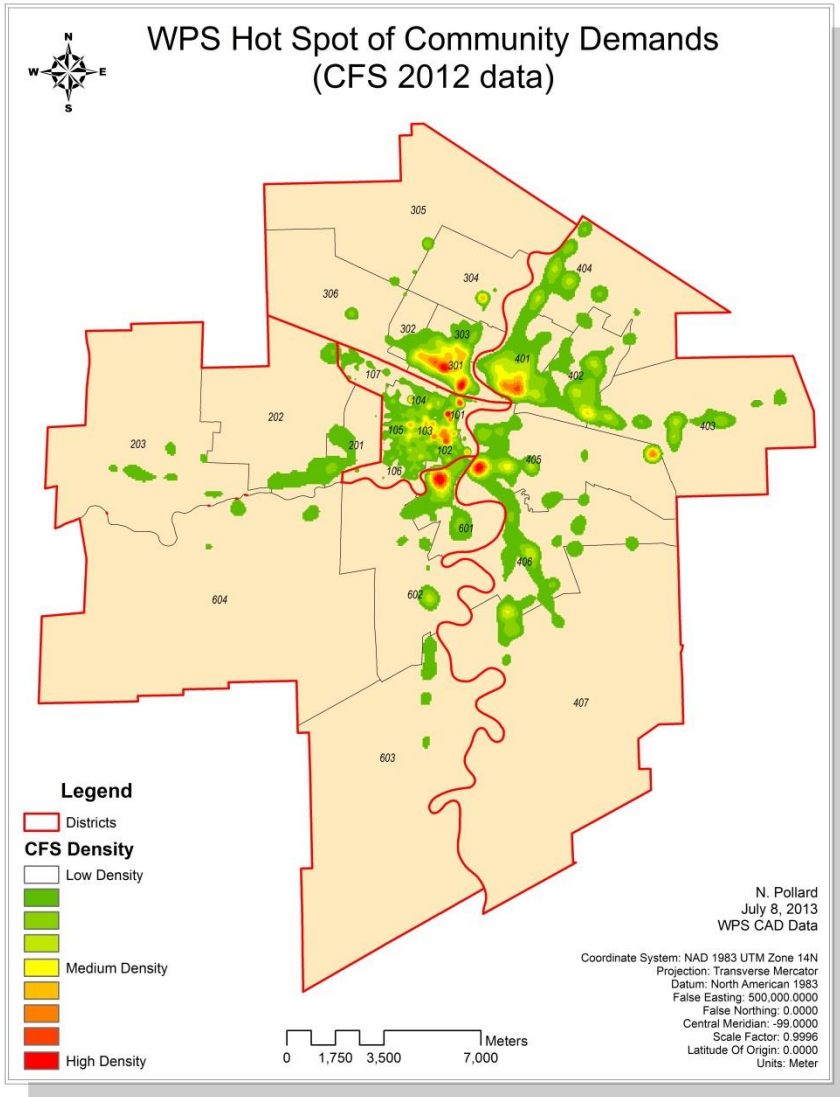 WPS Hot Spot of Community Demands
(CFS 2012 data)
N
W E
S
305
304
404
306
302
303
301
401
402
107
104
101
202
105
103
403
203
201
102
106
405
601
406
602
604
407
603
Legend
Districts
CFS Density
Low Density
Medium Density
High Density
0 1,750 3,500 7,000
Meters
N. Pollard
July 8, 2013
WPS CAD Data
Coordinate System: NAD 1983 UTM Zone 14N
Projection: Transverse Mercator
Datum: North American 1983
False Easting: 500,000.0000
False Northing: 0.0000
Central Meridian: -99.0000
Scale Factor: 0.9996
Latitude Of Origin: 0.0000
Units: Meter